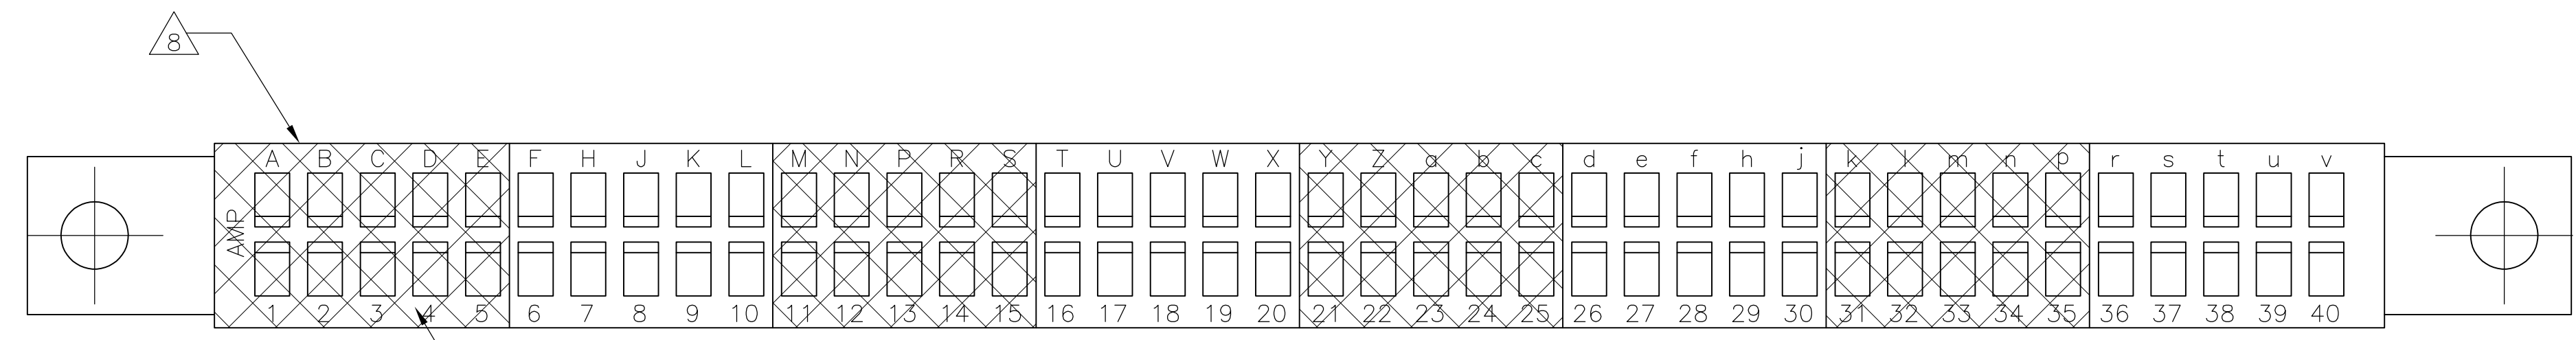 8
A B C D E F H J K L M N P R S T U V W X Y Z a b c d e f h j k l m n p r s t u v
AMP
1 2 3 4 5 6 7 8 9 10 11 12 13 14 15 16 17 18 19 20 21 22 23 24 25 26 27 28 29 30 31 32 33 34 35 36 37 38 39 40